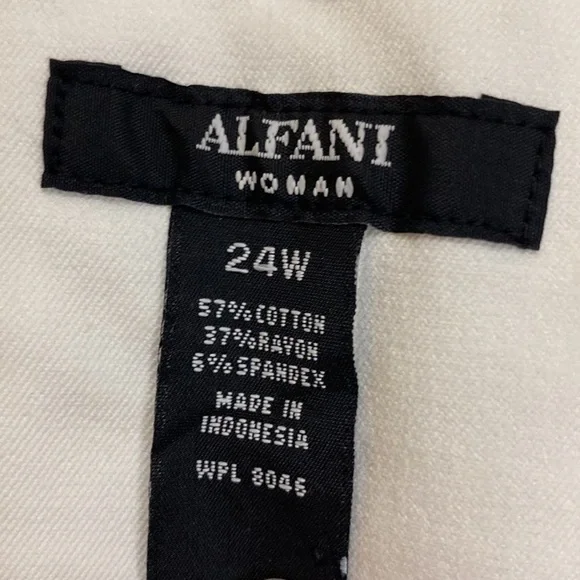 ALFANI
WOMAN
24W
57% COTTON
37% RAYON
6% SPANDEX
MADE IN
INDONESIA
WPL 8046